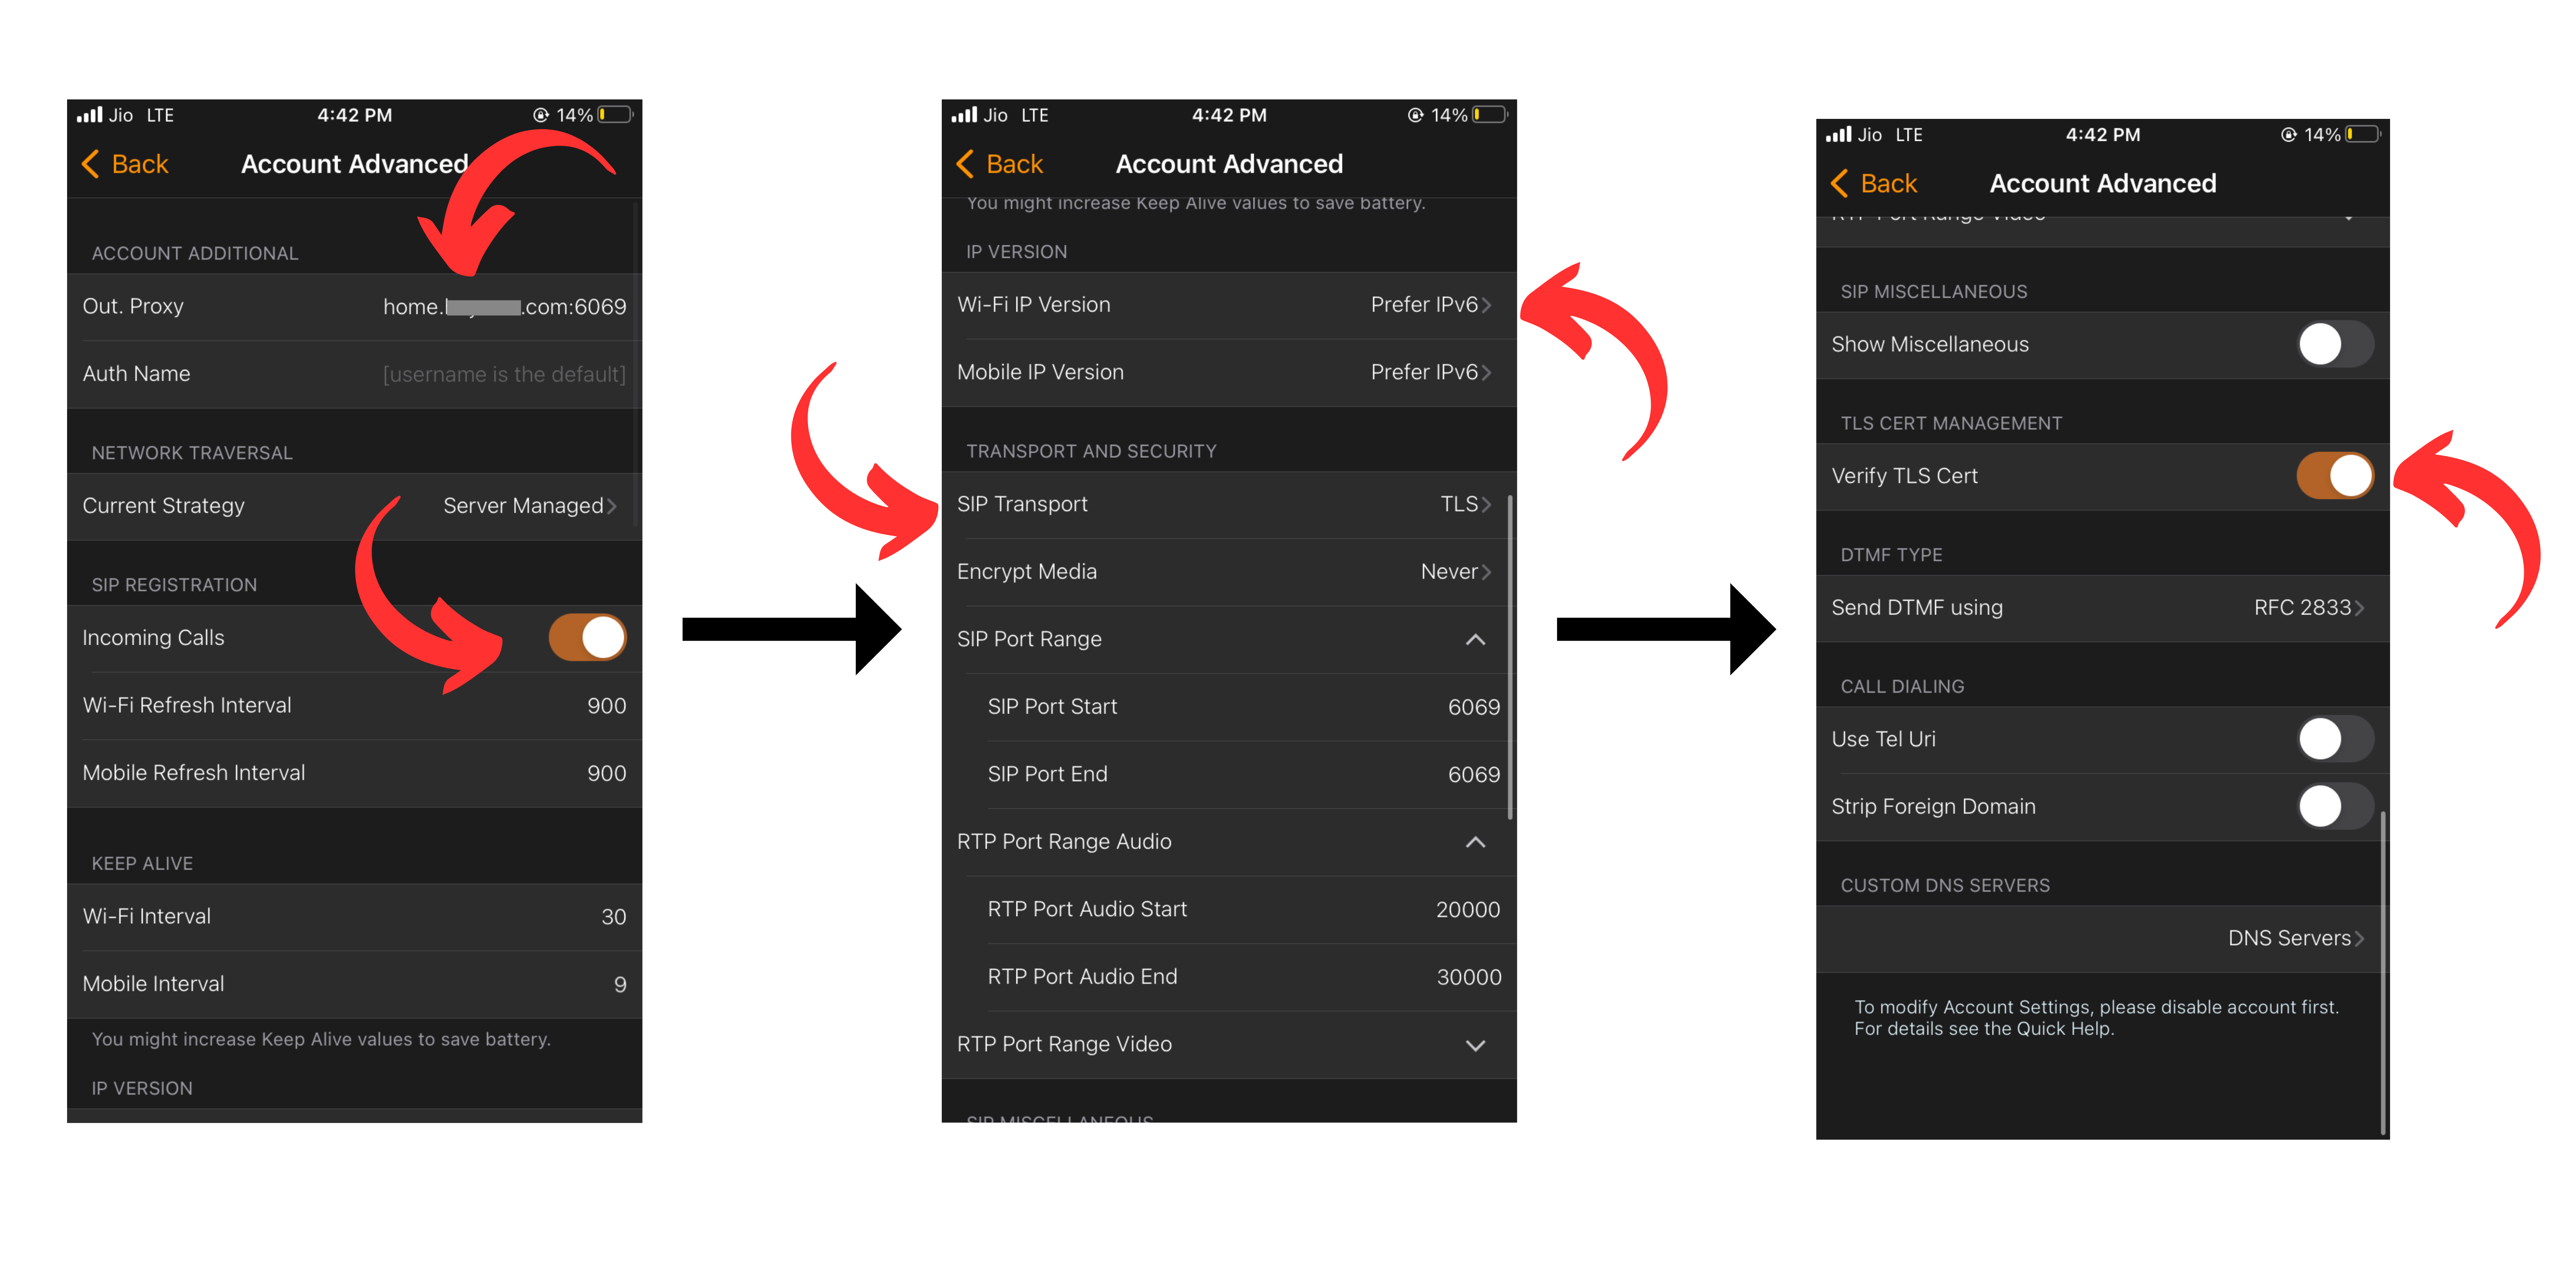 Jio LTE 4:42 PM 14%
Back Account Advanced
ACCOUNT ADDITIONAL
Out. Proxy home. .com:6069
Auth Name [username is the default]
NETWORK TRAVERSAL
Current Strategy Server Managed
SIP REGISTRATION
Incoming Calls
Wi-Fi Refresh Interval 900
Mobile Refresh Interval 900
KEEP ALIVE
Wi-Fi Interval 30
Mobile Interval 9
You might increase Keep Alive values to save battery.
IP VERSION
Jio LTE 4:42 PM 14%
Back Account Advanced
You might increase Keep Alive values to save battery.
IP VERSION
Wi-Fi IP Version Prefer IPv6
Mobile IP Version Prefer IPv6
TRANSPORT AND SECURITY
SIP Transport TLS
Encrypt Media Never
SIP Port Range
SIP Port Start 6069
SIP Port End 6069
RTP Port Range Audio
RTP Port Audio Start 20000
RTP Port Audio End 30000
RTP Port Range Video
SIP MISCELLANEOUS
Jio LTE 4:42 PM 14%
Back Account Advanced
RTP Port Range Video
SIP MISCELLANEOUS
Show Miscellaneous
TLS CERT MANAGEMENT
Verify TLS Cert
DTMF TYPE
Send DTMF using RFC 2833
CALL DIALING
Use Tel Uri
Strip Foreign Domain
CUSTOM DNS SERVERS
DNS Servers
To modify Account Settings, please disable account first.
For details see the Quick Help.